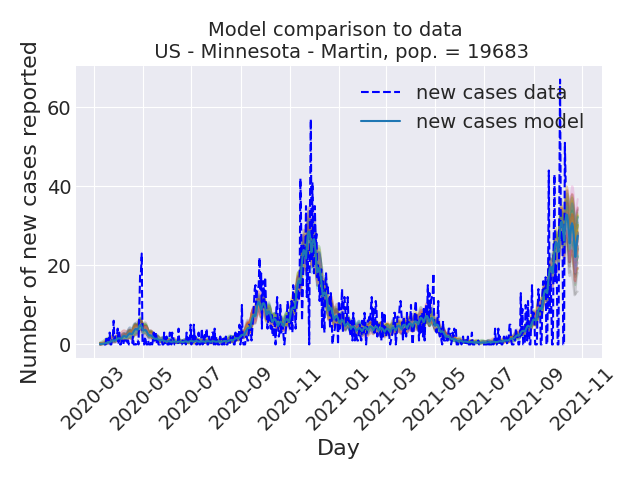 Model comparison to data
US - Minnesota - Martin, pop. = 19683
new cases data
new cases model
Number of new cases reported
60
40
20
0
2020-03
2020-05
2020-07
2020-09
2020-11
2021-01
2021-03
2021-05
2021-07
2021-09
2021-11
Day